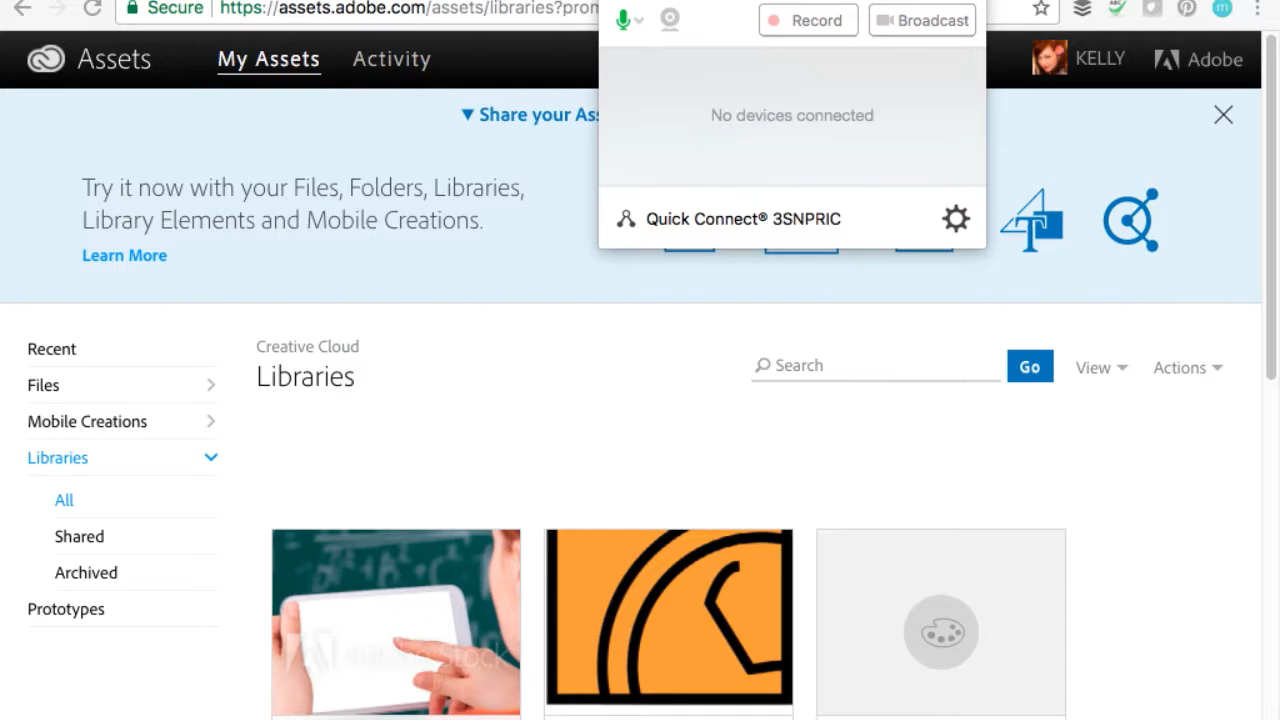 Secure https://assets.adobe.com/assets/libraries?pron
Record
Broadcast
Assets
My Assets
Activity
KELLY
Adobe
▼ Share your Ass
No devices connected
Try it now with your Files, Folders, Libraries,
Library Elements and Mobile Creations.
Learn More
Quick Connect® 3SNPRIC
Creative Cloud
Libraries
Search
Go
View
Actions
Recent
Files
Mobile Creations
Libraries
All
Shared
Archived
Prototypes